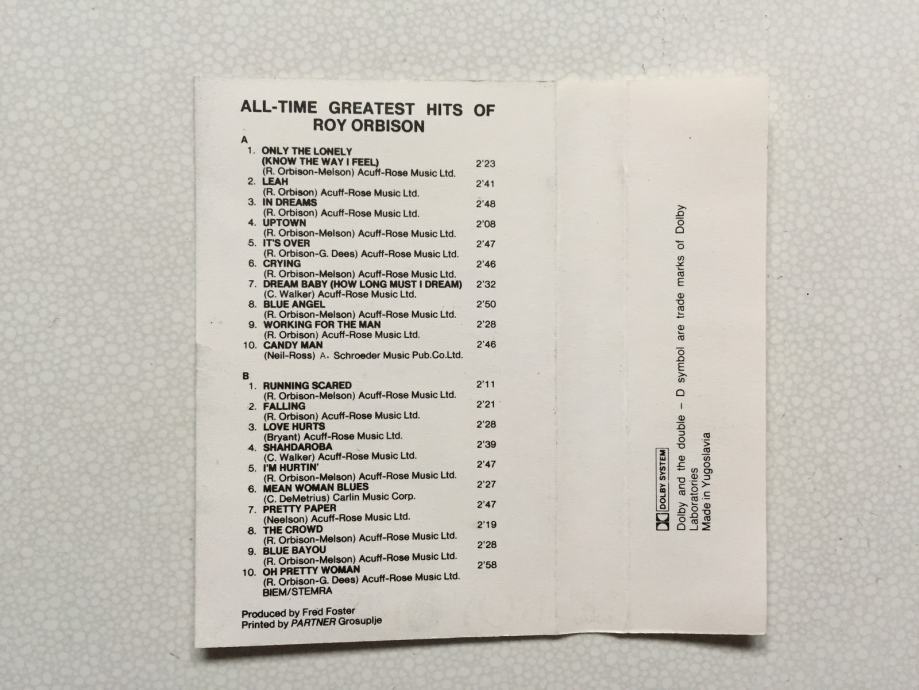 ALL-TIME GREATEST HITS OF
ROY ORBISON
A
1. ONLY THE LONELY
(KNOW THE WAY I FEEL) 2'23
(R. Orbison-Melson) Acuff-Rose Music Ltd.
2. LEAH 2'41
(R. Orbison) Acuff-Rose Music Ltd.
3. IN DREAMS 2'48
(R. Orbison) Acuff-Rose Music Ltd.
4. UPTOWN 2'08
(R. Orbison-Melson) Acuff-Rose Music Ltd.
5. IT'S OVER 2'47
(R. Orbison-G. Dees) Acuff-Rose Music Ltd.
6. CRYING 2'46
(R. Orbison-Melson) Acuff-Rose Music Ltd.
7. DREAM BABY (HOW LONG MUST I DREAM) 2'32
(C. Walker) Acuff-Rose Music Ltd.
8. BLUE ANGEL 2'50
(R. Orbison-Melson) Acuff-Rose Music Ltd.
9. WORKING FOR THE MAN 2'28
(R. Orbison) Acuff-Rose Music Ltd.
10. CANDY MAN 2'46
(Neil-Ross) A. Schroeder Music Pub.Co.Ltd.
B
1. RUNNING SCARED 2'11
(R. Orbison-Melson) Acuff-Rose Music Ltd.
2. FALLING 2'21
(R. Orbison) Acuff-Rose Music Ltd.
3. LOVE HURTS 2'28
(Bryant) Acuff-Rose Music Ltd.
4. SHAHDAROBA 2'39
(C. Walker) Acuff-Rose Music Ltd.
5. I'M HURTIN' 2'47
(R. Orbison-Melson) Acuff-Rose Music Ltd.
6. MEAN WOMAN BLUES 2'27
(C. DeMetrius) Carlin Music Corp.
7. PRETTY PAPER 2'47
(Neelson) Acuff-Rose Music Ltd.
8. THE CROWD 2'19
(R. Orbison-Melson) Acuff-Rose Music Ltd.
9. BLUE BAYOU 2'28
(R. Orbison-Melson) Acuff-Rose Music Ltd.
10. OH PRETTY WOMAN 2'58
(R. Orbison-G. Dees) Acuff-Rose Music Ltd.
BIEM/STEMRA
Produced by Fred Foster
Printed by PARTNER Grosuplje
DOLBY SYSTEM
Dolby and the double – D symbol are trade marks of Dolby
Laboratories
Made in Yugoslavia